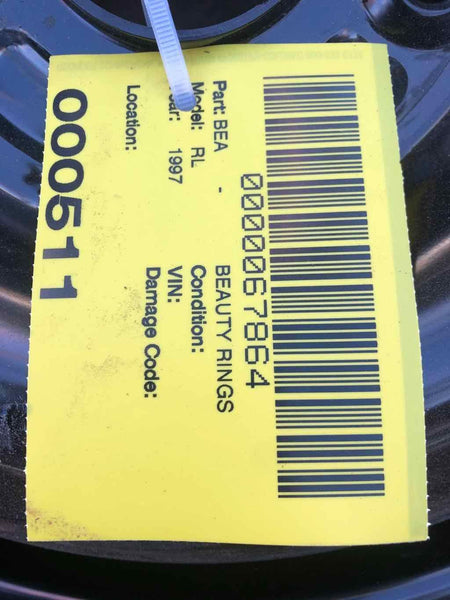 0000067864
Part: BEA - BEAUTY RINGS
Model: RL Condition:
ar: 1997 VIN:
Damage Code:
Location:
000511